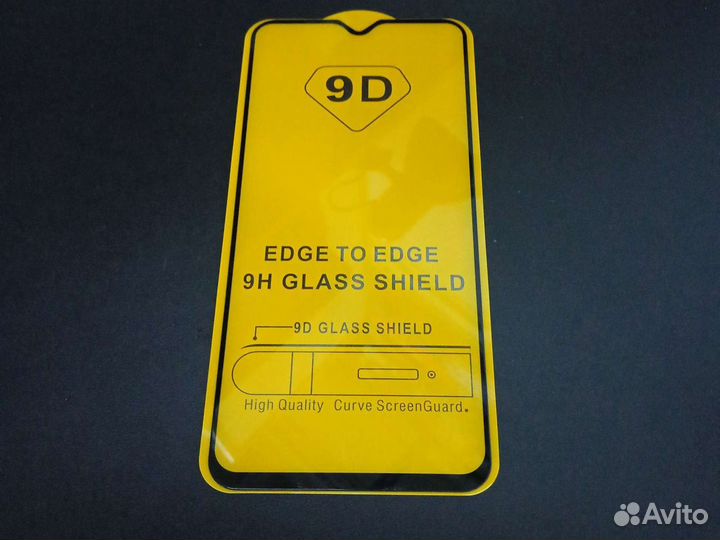 9D
EDGE TO EDGE
9H GLASS SHIELD
9D GLASS SHIELD
High Quality Curve ScreenGuard.
Avito